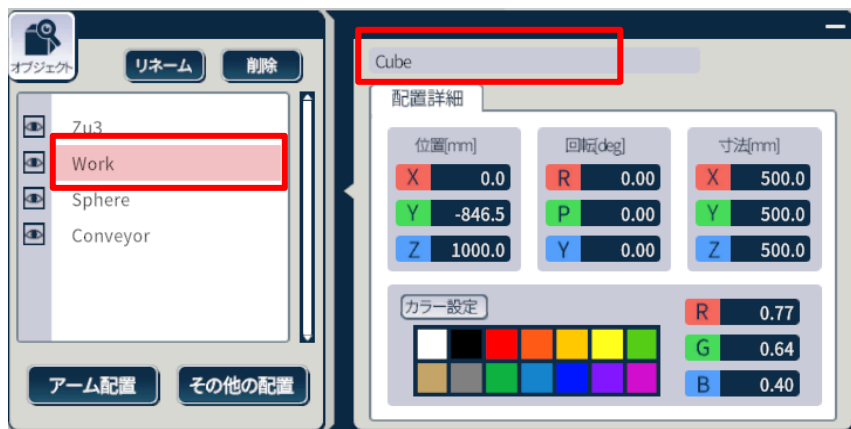 オブジェクト
リネーム 削除
Zu3
Work
Sphere
Conveyor
アーム配置 その他の配置
Cube
配置詳細
位置[mm] 回転[deg] 寸法[mm]
X 0.0 R 0.00 X 500.0
Y -846.5 P 0.00 Y 500.0
Z 1000.0 Y 0.00 Z 500.0
カラー設定
R 0.77
G 0.64
B 0.40